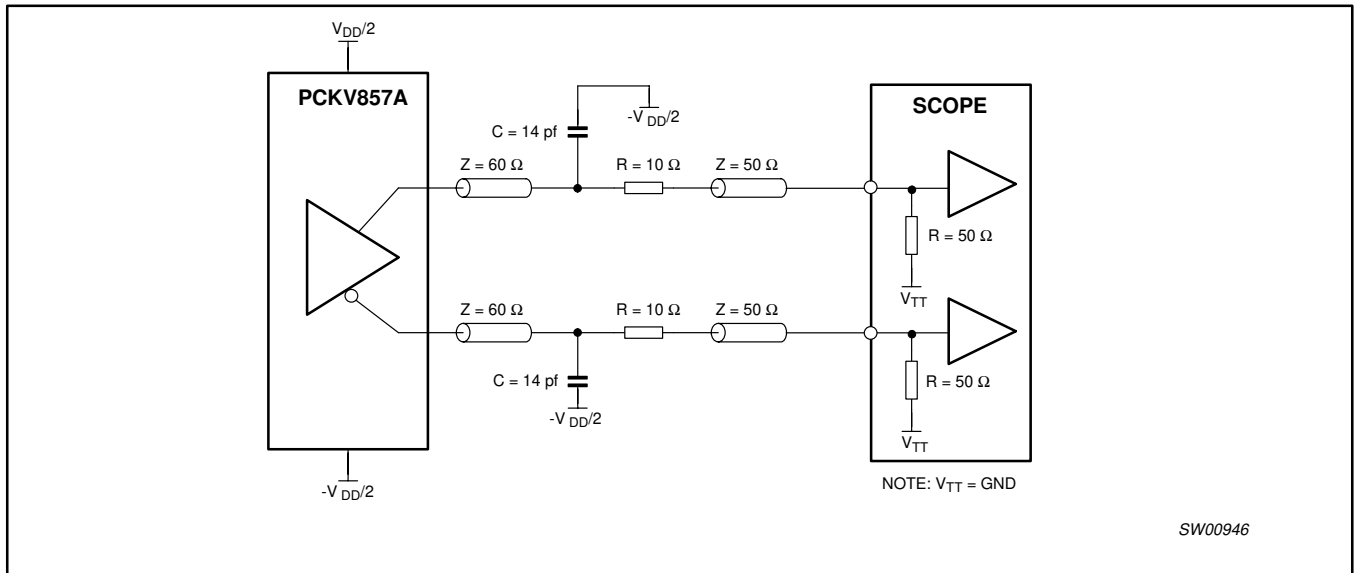 VDD/2
PCKV857A
SCOPE
-VDD/2
C = 14 pf
Z = 60 Ω
R = 10 Ω
Z = 50 Ω
R = 50 Ω
VTT
Z = 60 Ω
R = 10 Ω
Z = 50 Ω
C = 14 pf
R = 50 Ω
-VDD/2
VTT
-VDD/2
NOTE: VTT = GND
SW00946